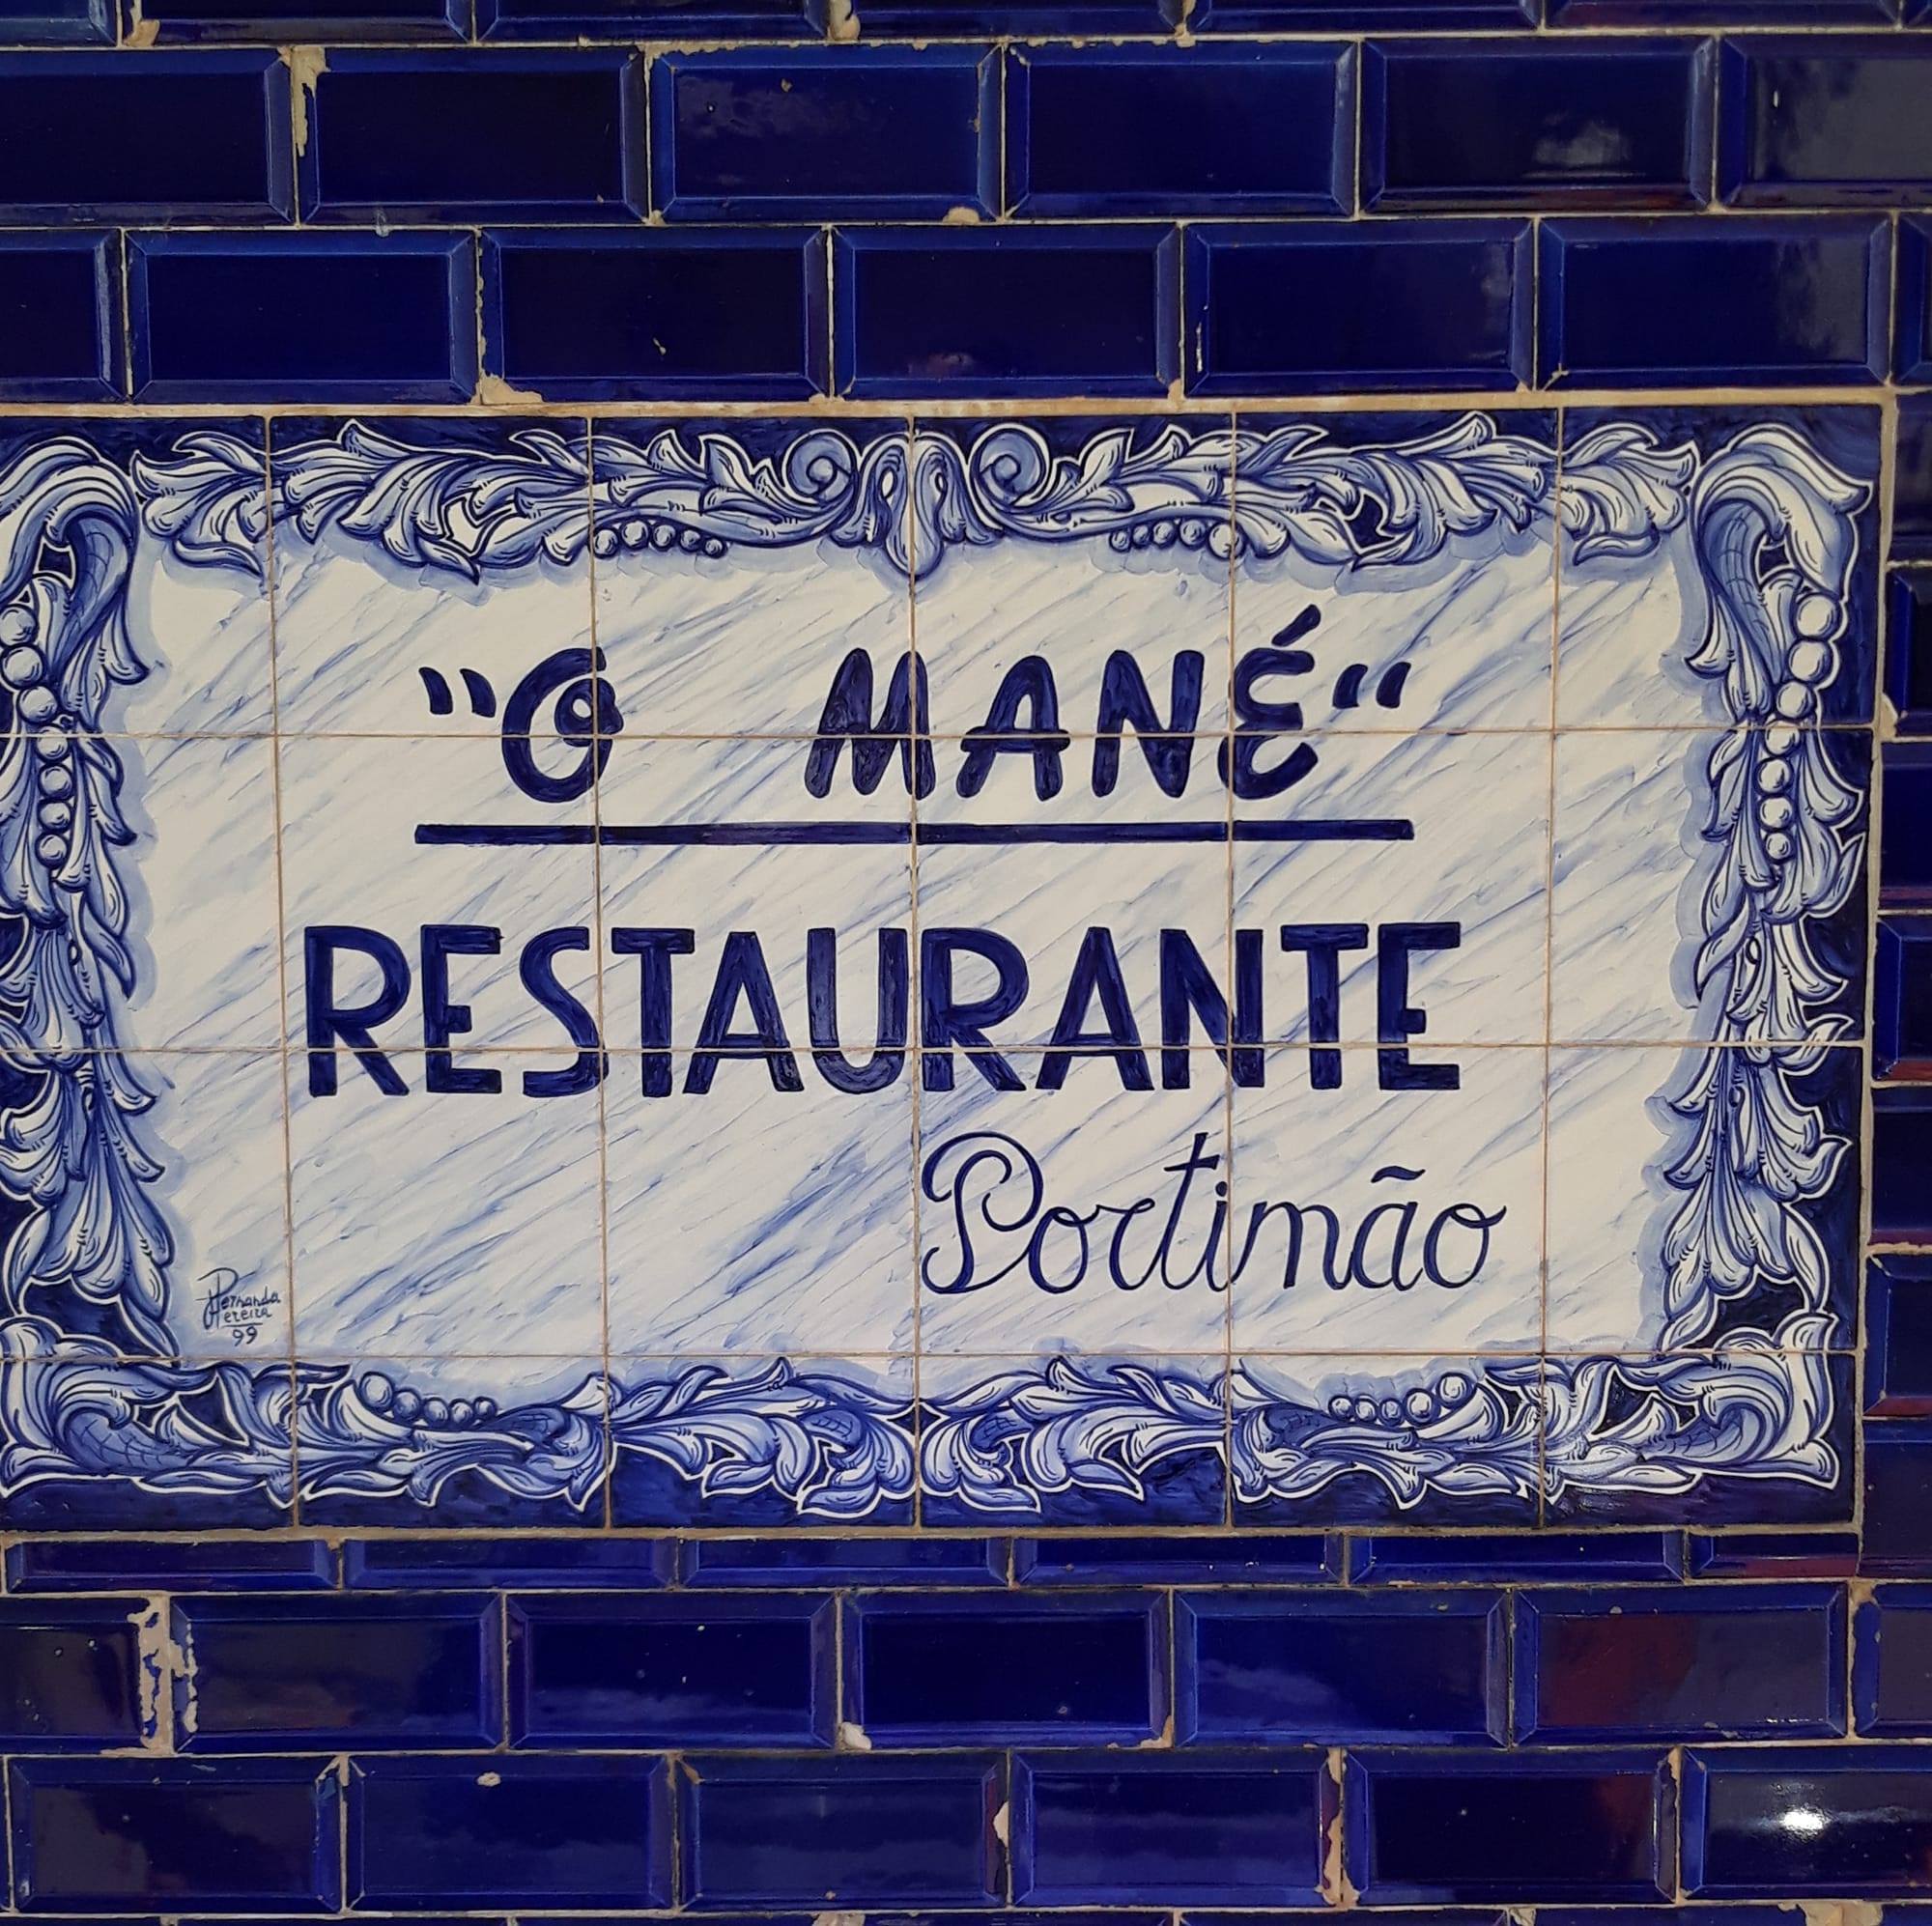 "O MANÉ"
RESTAURANTE
Portimão
Fernanda
Pereira
99